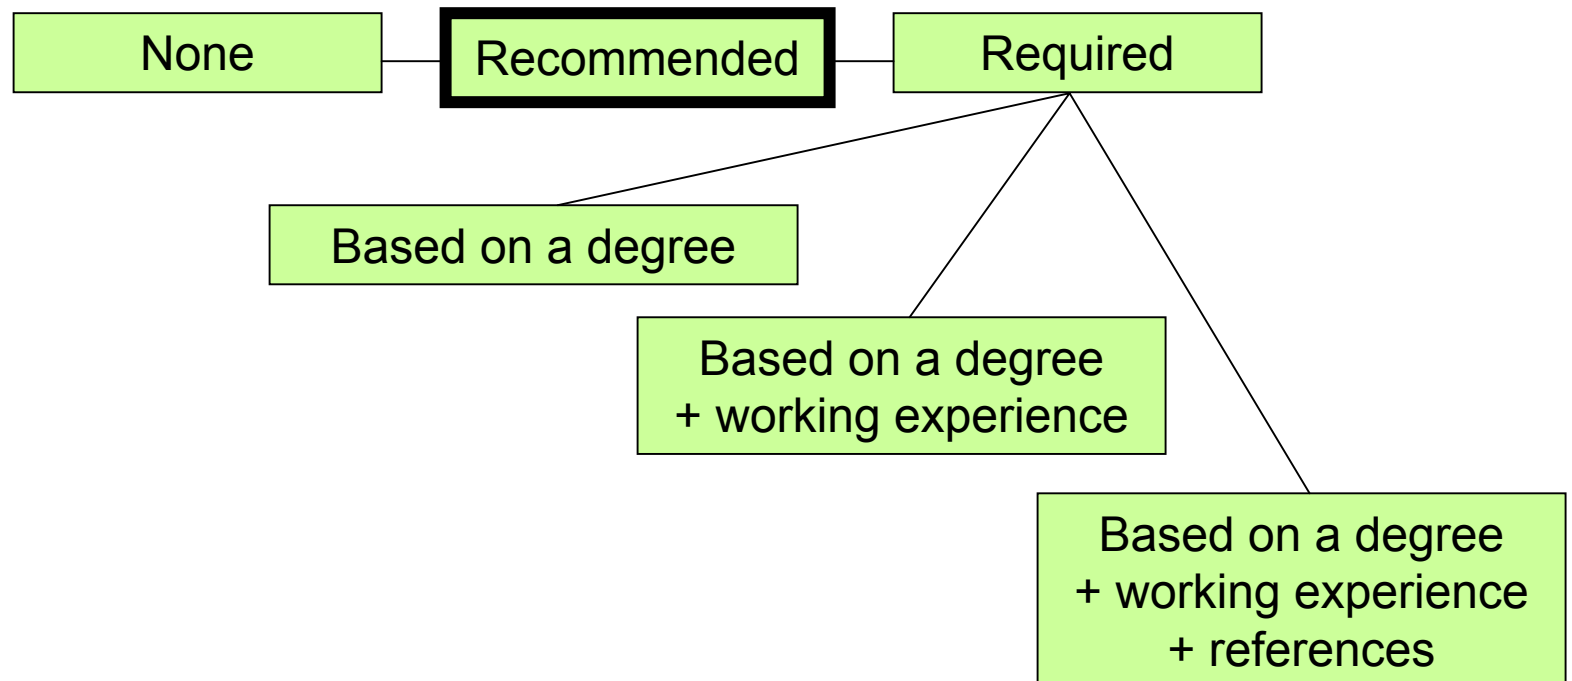 None
Recommended
Required
Based on a degree
Based on a degree
+ working experience
Based on a degree
+ working experience
+ references